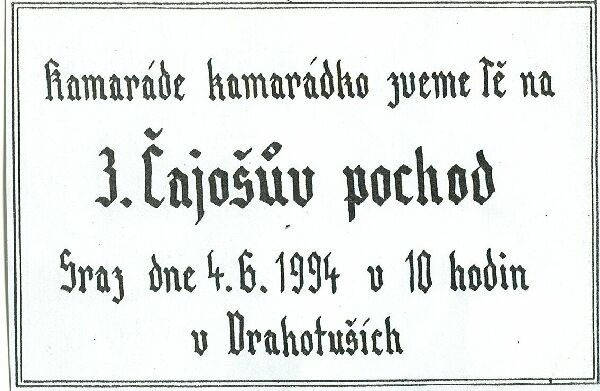 Kamaráde kamarádko zveme Tě na
3. Čajošův pochod
Sraz dne 4.6.1994 v 10 hodin
v Drahotuších